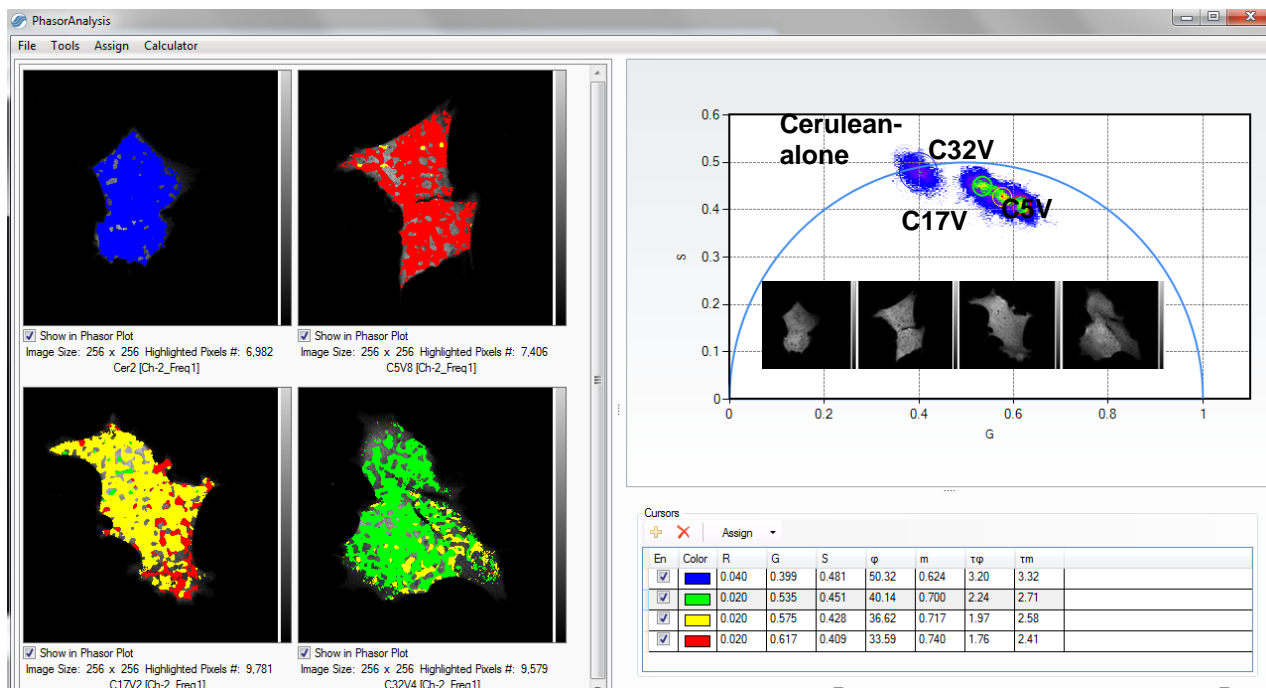 PhasorAnalysis
File Tools Assign Calculator
Show in Phasor Plot
Image Size: 256 x 256 Highlighted Pixels #: 6,982
Cer2 [Ch-2_Freq1]
Show in Phasor Plot
Image Size: 256 x 256 Highlighted Pixels #: 7,406
C5V8 [Ch-2_Freq1]
Show in Phasor Plot
Image Size: 256 x 256 Highlighted Pixels #: 9,781
C17V2 [Ch-2_Freq1]
Show in Phasor Plot
Image Size: 256 x 256 Highlighted Pixels #: 9,579
C32V4 [Ch-2_Freq1]
Cerulean-
alone
C32V
C17V
C5V
0.6
0.5
0.4
0.3
0.2
0.1
0
S
0 0.2 0.4 0.6 0.8 1
G
Cursors
Assign
En Color R G S φ m τφ τm
0.040 0.399 0.481 50.32 0.624 3.20 3.32
0.020 0.535 0.451 40.14 0.700 2.24 2.71
0.020 0.575 0.428 36.62 0.717 1.97 2.58
0.020 0.617 0.409 33.59 0.740 1.76 2.41